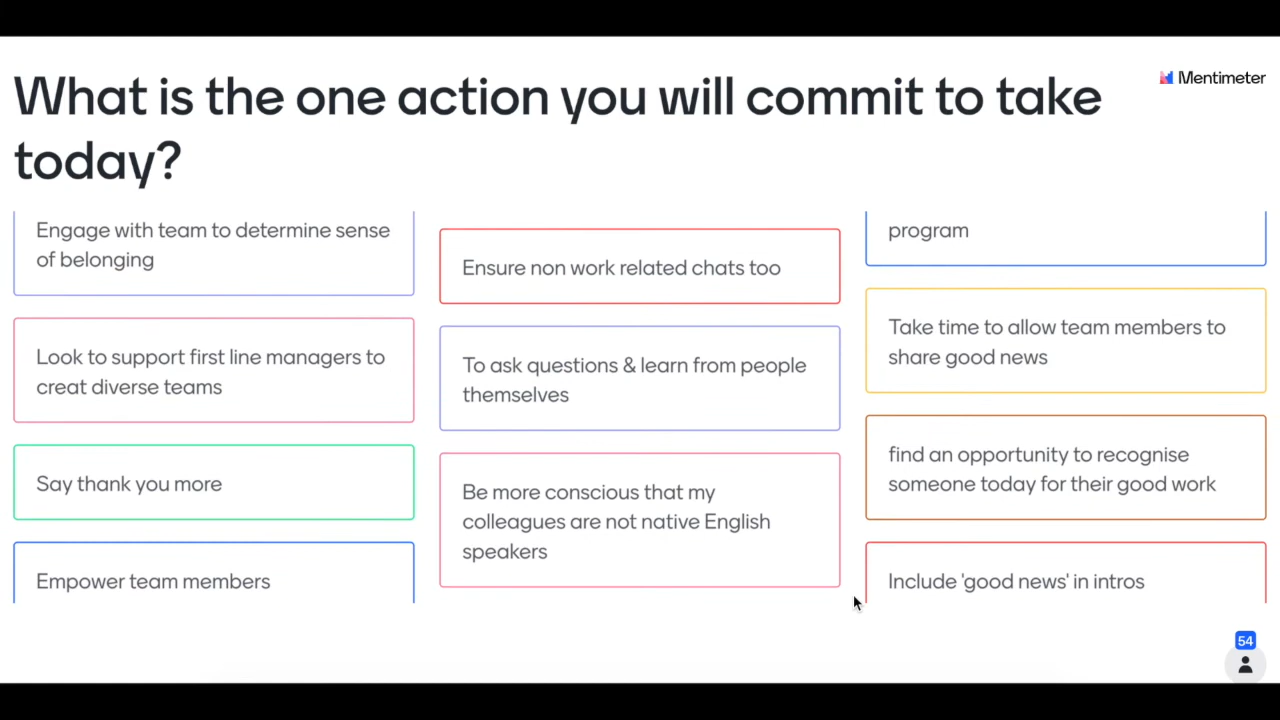 What is the one action you will commit to take
today?
Mentimeter
Engage with team to determine sense
of belonging
Look to support first line managers to
creat diverse teams
Say thank you more
Empower team members
Ensure non work related chats too
To ask questions & learn from people
themselves
Be more conscious that my
colleagues are not native English
speakers
program
Take time to allow team members to
share good news
find an opportunity to recognise
someone today for their good work
Include 'good news' in intros
54